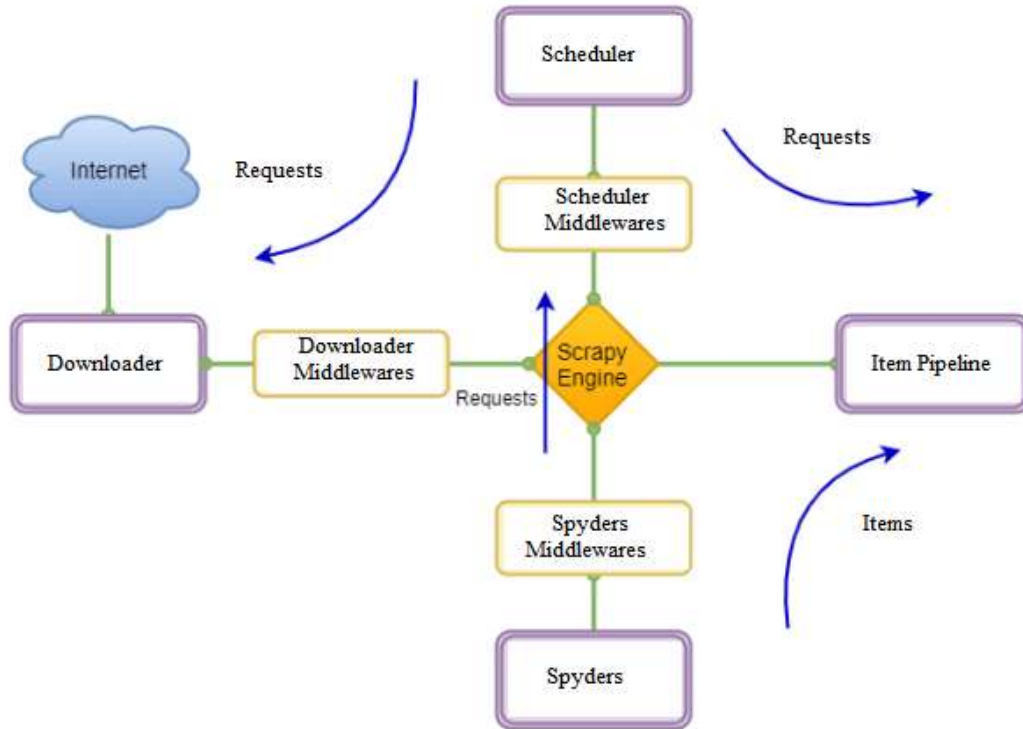 Scheduler
Requests
Requests
Internet
Scheduler
Middlewares
Downloader
Downloader
Middlewares
Requests
Scrapy
Engine
Item Pipeline
Spyders
Middlewares
Items
Spyders